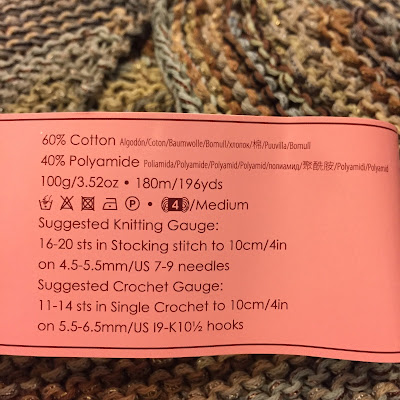 60% Cotton Algodón/Coton/Baumwolle/Bomull/хлопок/棉/Puuvilla/Bomull
40% Polyamide Poliamida/Polyamide/Polyamid/Polyamid/полиамид/聚酰胺/Polyamidi/Polyamid
100g/3.52oz • 180m/196yds
P • 4/Medium
Suggested Knitting Gauge:
16-20 sts in Stocking stitch to 10cm/4in
on 4.5-5.5mm/US 7-9 needles
Suggested Crochet Gauge:
11-14 sts in Single Crochet to 10cm/4in
on 5.5-6.5mm/US I9-K10½ hooks